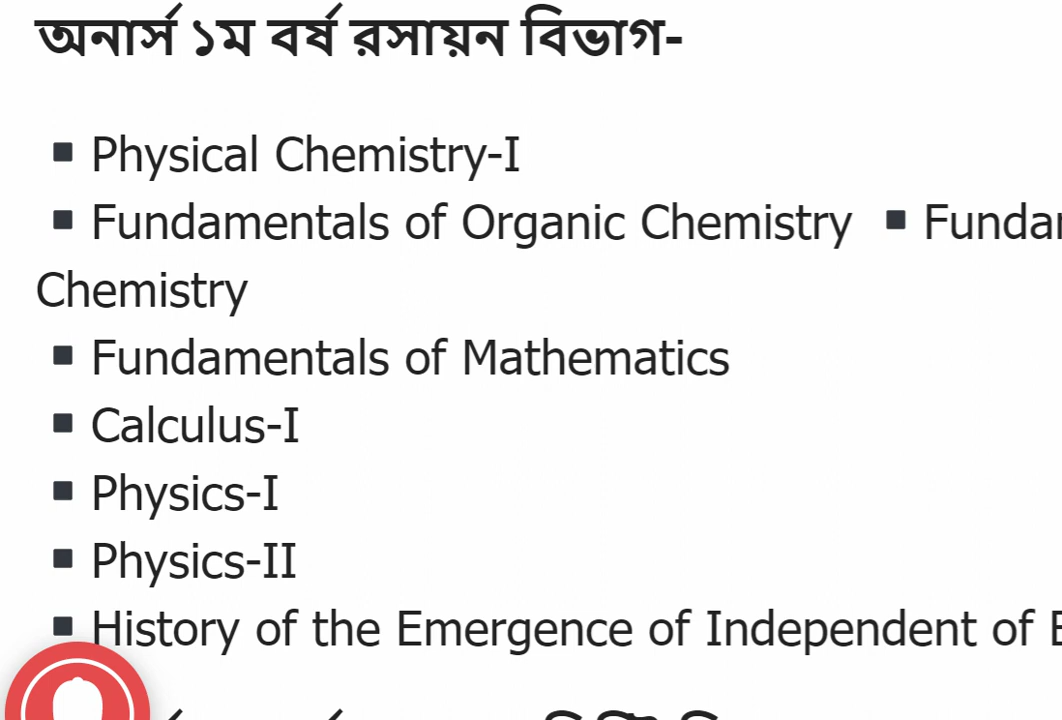 অনার্স ১ম বর্ষ রসায়ন বিভাগ-
▪ Physical Chemistry-I
▪ Fundamentals of Organic Chemistry ▪
Chemistry
▪ Fundamentals of Mathematics
▪ Calculus-I
▪ Physics-I
▪ Physics-II
▪ History of the Emergence of Independent of